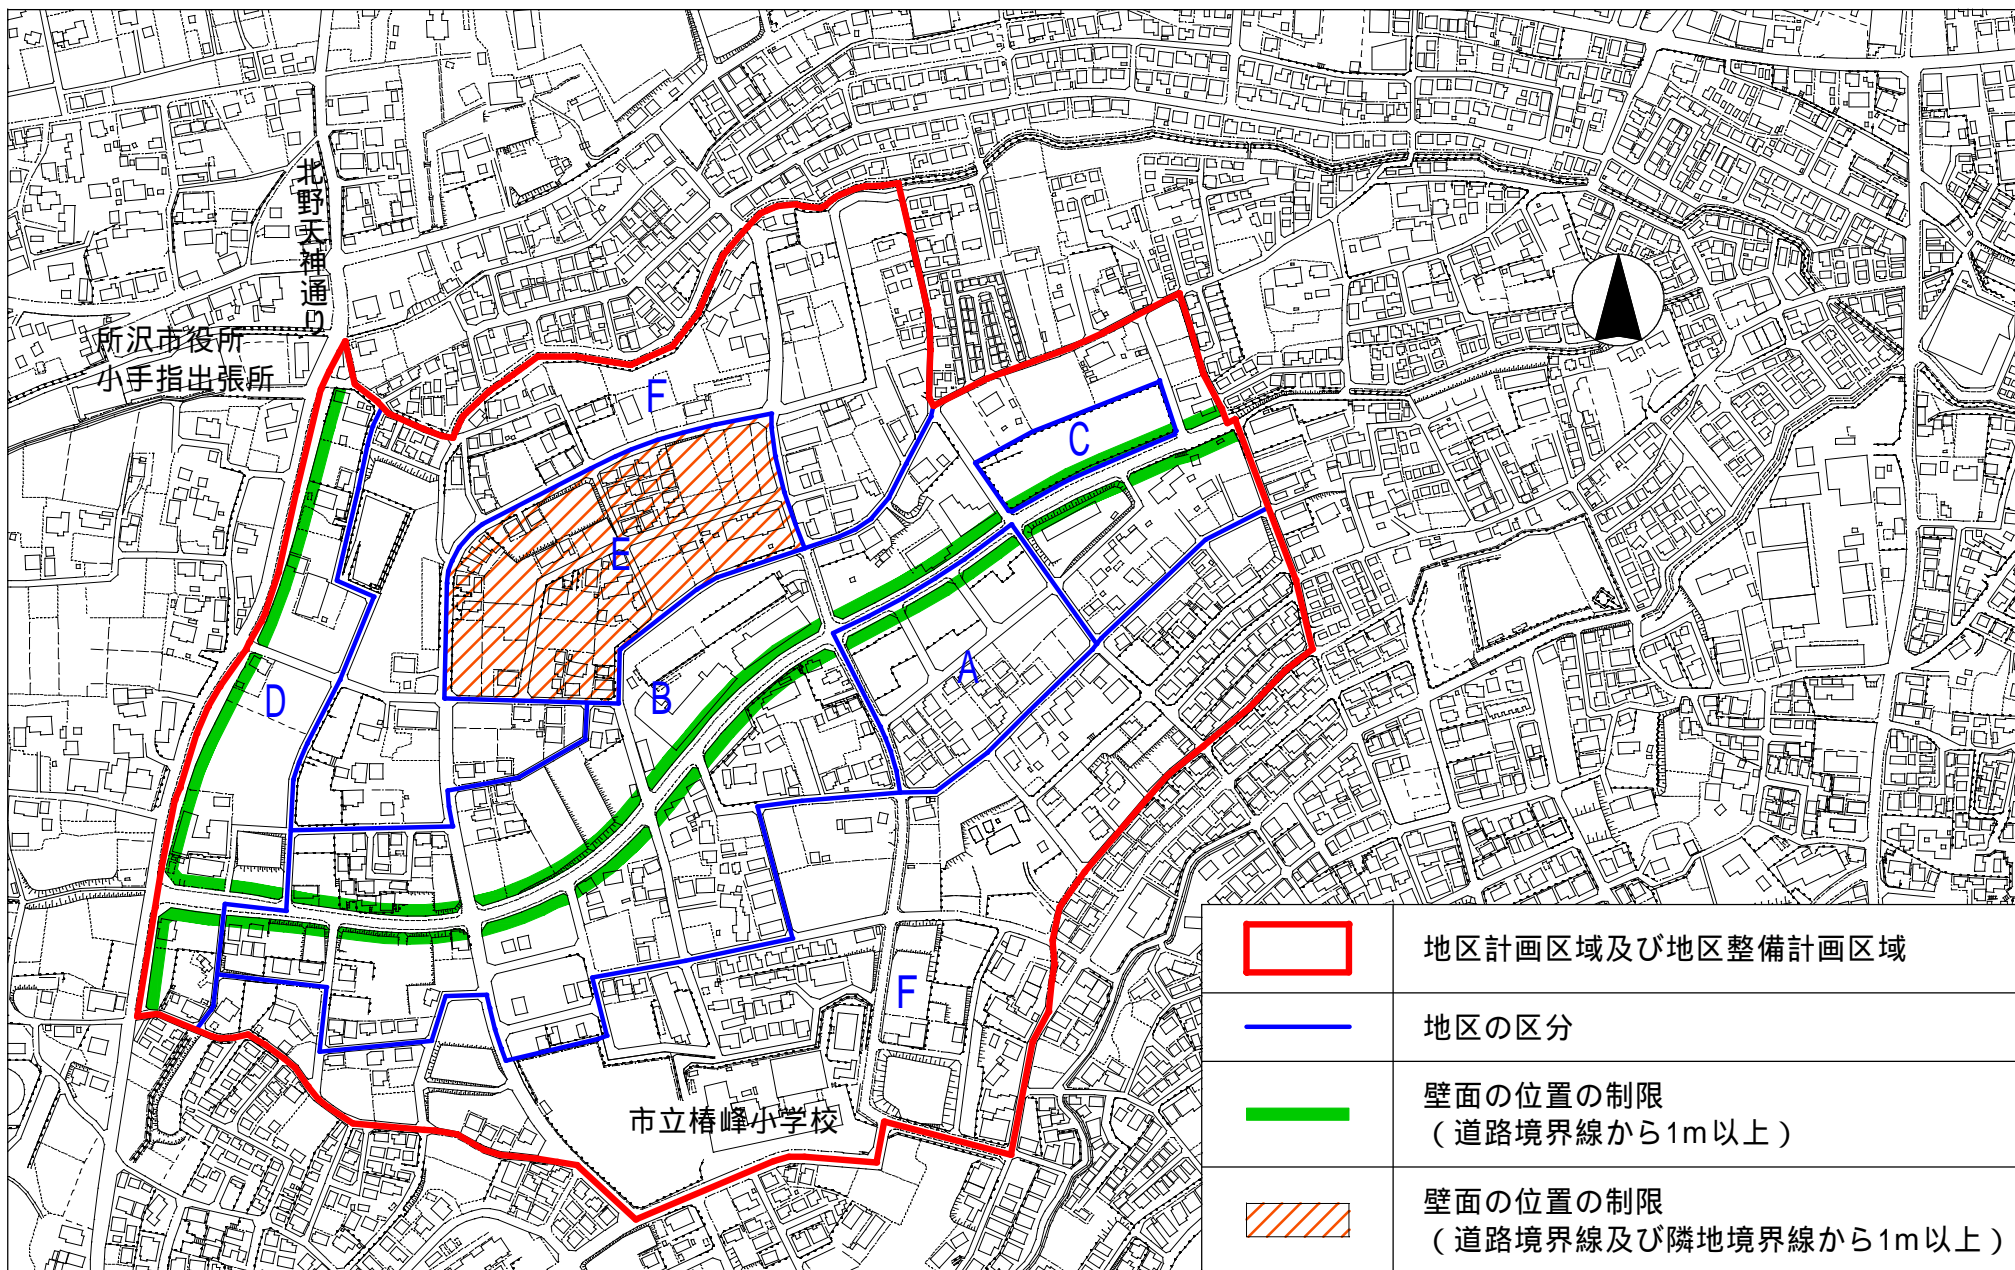 北野天神通り
所沢市役所
小手指出張所
F
C
E
A
B
D
F
市立椿峰小学校
地区計画区域及び地区整備計画区域
地区の区分
壁面の位置の制限
（道路境界線から1m以上）
壁面の位置の制限
（道路境界線及び隣地境界線から1m以上）